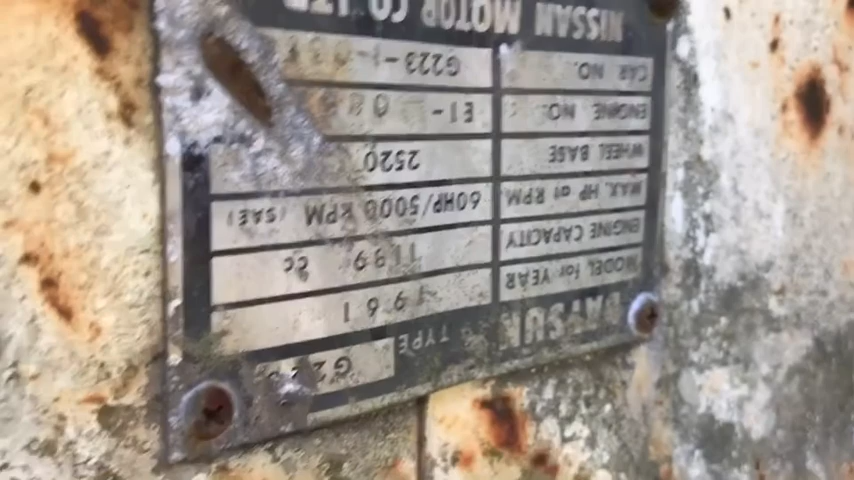 DATSUN TYPE G2
MODEL for YEAR 1961
ENGINE CAPACITY 1189 cc
MAX. HP at RPM 60HP/5000 RPM (SAE)
WHEEL BASE 2520
ENGINE NO. E1-
CAR NO. G223-1-
NISSAN MOTOR CO. LTD